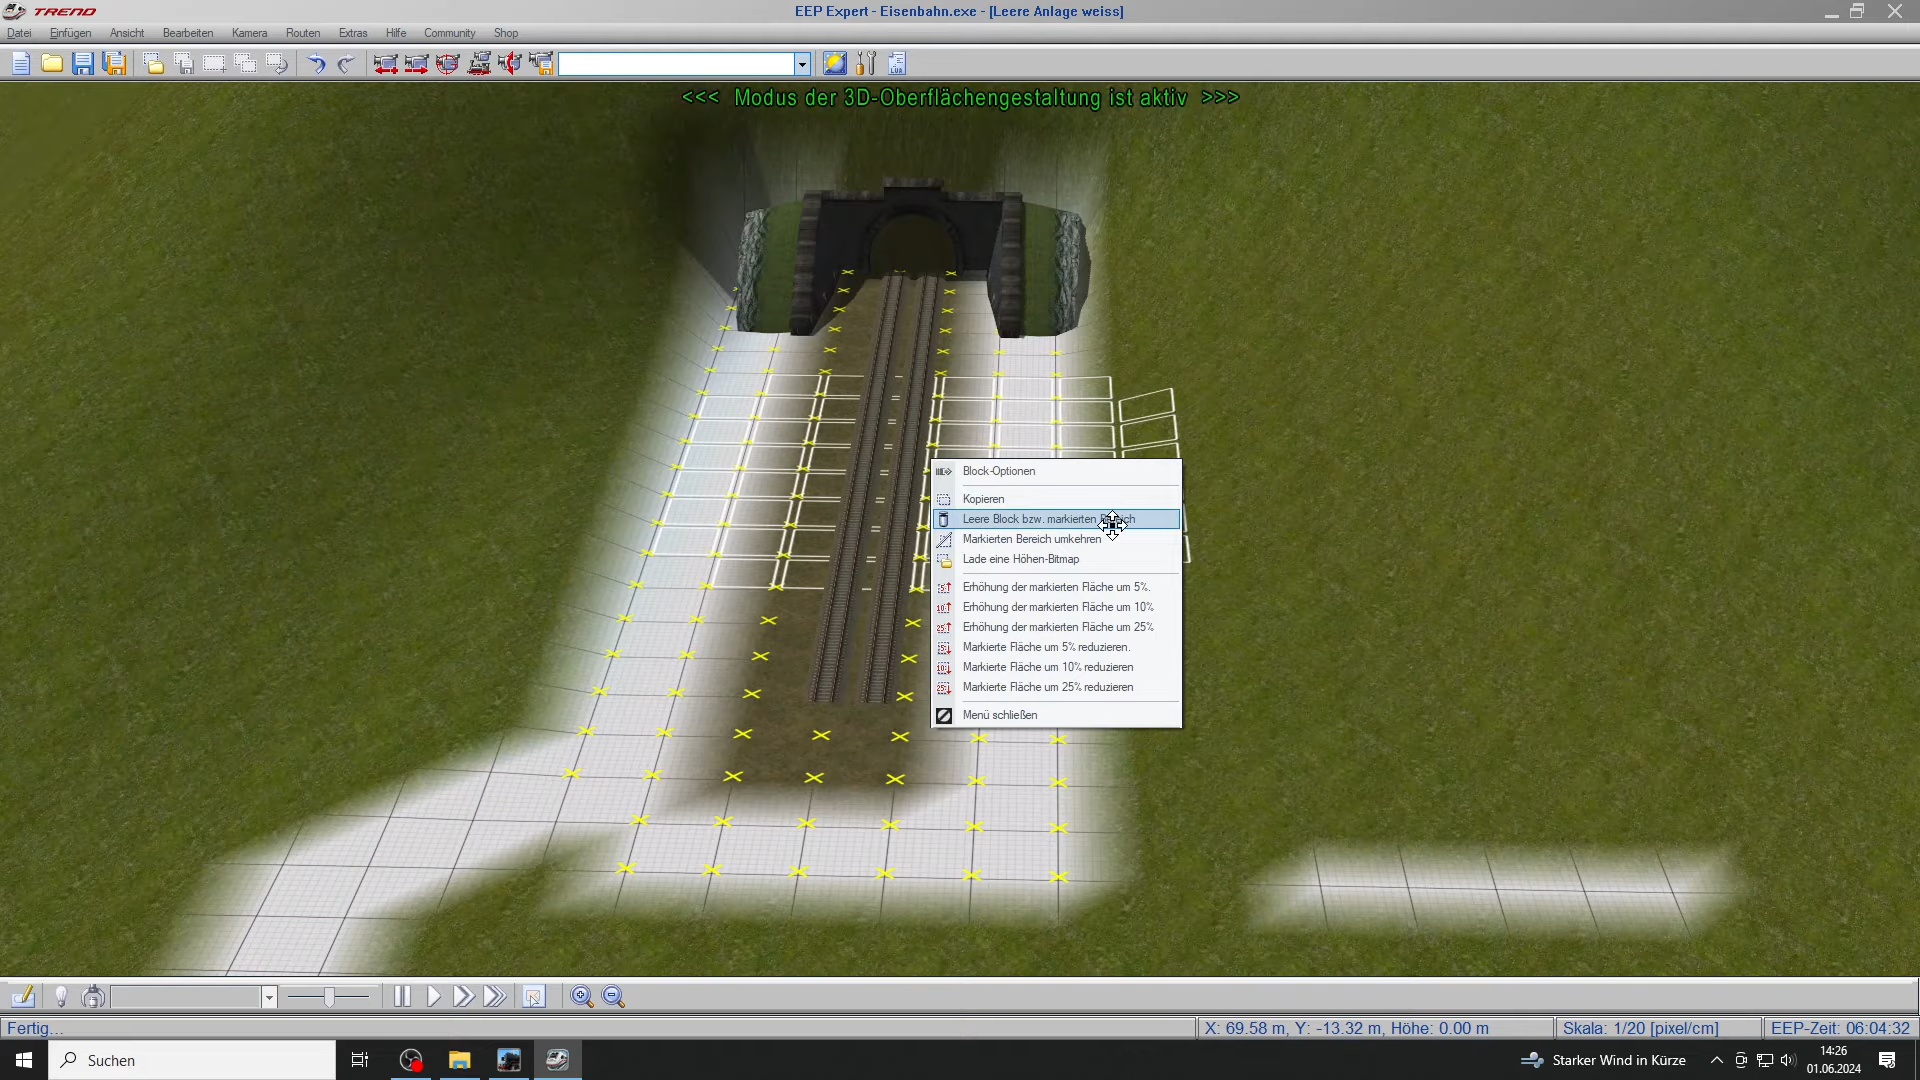 TREND
EEP Expert - Eisenbahn.exe - [Leere Anlage weiss]
Datei Einfügen Ansicht Bearbeiten Kamera Routen Extras Hilfe Community Shop
<<< Modus der 3D-Oberflächengestaltung ist aktiv >>>
Block-Optionen
Kopieren
Leere Block bzw. markierten Bereich
Markierten Bereich umkehren
Lade eine Höhen-Bitmap
Erhöhung der markierten Fläche um 5%.
Erhöhung der markierten Fläche um 10%
Erhöhung der markierten Fläche um 25%
Markierte Fläche um 5% reduzieren.
Markierte Fläche um 10% reduzieren
Markierte Fläche um 25% reduzieren
Menü schließen
Fertig...
X: 69.58 m, Y: -13.32 m, Höhe: 0.00 m
Skala: 1/20 [pixel/cm]
EEP-Zeit: 06:04:32
Suchen
Starker Wind in Kürze
14:26
01.06.2024